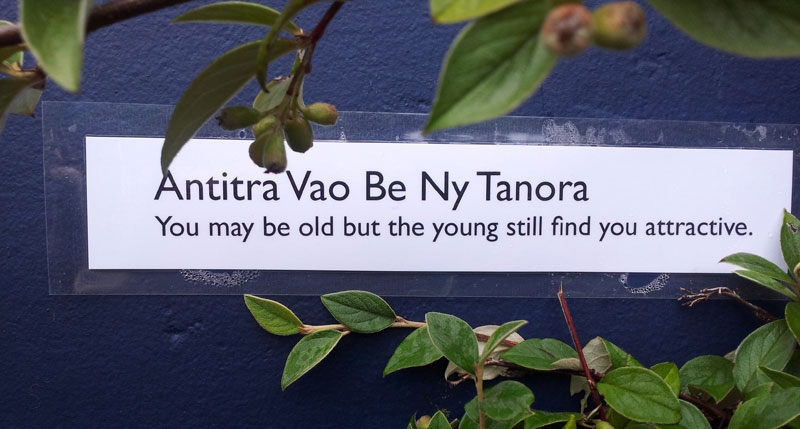 Antitra Vao Be Ny Tanora
You may be old but the young still find you attractive.